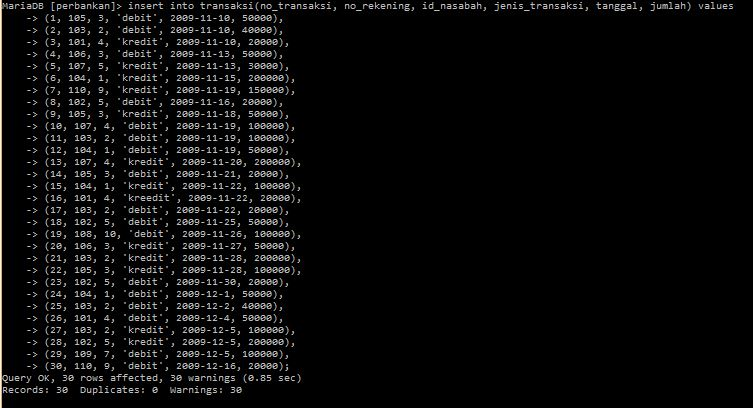 MariaDB [perbankan]> insert into transaksi(no_transaksi, no_rekening, id_nasabah, jenis_transaksi, tanggal, jumlah) values
-> (1, 105, 3, 'debit', 2009-11-10, 50000),
-> (2, 103, 2, 'debit', 2009-11-10, 40000),
-> (3, 101, 4, 'kredit', 2009-11-10, 20000),
-> (4, 106, 3, 'debit', 2009-11-13, 50000),
-> (5, 107, 5, 'kredit', 2009-11-13, 30000),
-> (6, 104, 1, 'kredit', 2009-11-15, 200000),
-> (7, 110, 9, 'kredit', 2009-11-19, 150000),
-> (8, 102, 5, 'debit', 2009-11-16, 20000),
-> (9, 105, 3, 'kredit', 2009-11-18, 50000),
-> (10, 107, 4, 'debit', 2009-11-19, 100000),
-> (11, 103, 2, 'debit', 2009-11-19, 100000),
-> (12, 104, 1, 'debit', 2009-11-19, 50000),
-> (13, 107, 4, 'kredit', 2009-11-20, 200000),
-> (14, 105, 3, 'debit', 2009-11-21, 20000),
-> (15, 104, 1, 'kredit', 2009-11-22, 100000),
-> (16, 101, 4, 'kreedit', 2009-11-22, 20000),
-> (17, 103, 2, 'debit', 2009-11-22, 20000),
-> (18, 102, 5, 'debit', 2009-11-25, 50000),
-> (19, 108, 10, 'debit', 2009-11-26, 100000),
-> (20, 106, 3, 'kredit', 2009-11-27, 50000),
-> (21, 103, 2, 'kredit', 2009-11-28, 200000),
-> (22, 105, 3, 'kredit', 2009-11-28, 100000),
-> (23, 102, 5, 'debit', 2009-11-30, 20000),
-> (24, 104, 1, 'debit', 2009-12-1, 50000),
-> (25, 103, 2, 'debit', 2009-12-2, 40000),
-> (26, 101, 4, 'debit', 2009-12-4, 50000),
-> (27, 103, 2, 'kredit', 2009-12-5, 100000),
-> (28, 102, 5, 'kredit', 2009-12-5, 200000),
-> (29, 109, 7, 'debit', 2009-12-5, 100000),
-> (30, 110, 9, 'debit', 2009-12-16, 20000);
Query OK, 30 rows affected, 30 warnings (0.85 sec)
Records: 30  Duplicates: 0  Warnings: 30